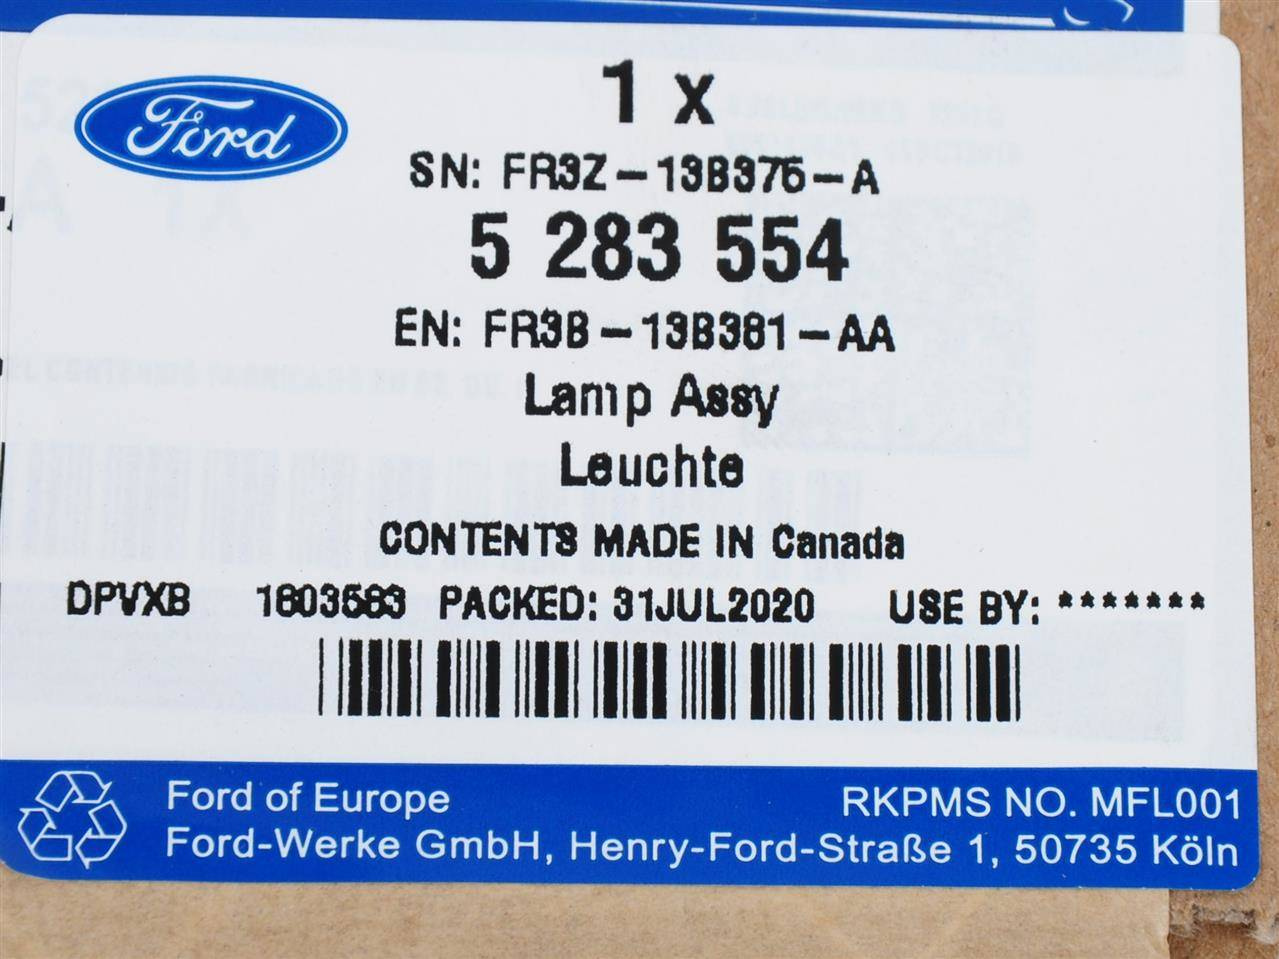 Ford
1 x
SN: FR3Z-13B375-A
5 283 554
EN: FR3B-13B381-AA
Lamp Assy
Leuchte
CONTENTS MADE IN Canada
DPVXB 1603583 PACKED: 31JUL2020 USE BY: *******
Ford of Europe
RKPMS NO. MFL001
Ford-Werke GmbH, Henry-Ford-Straße 1, 50735 Köln